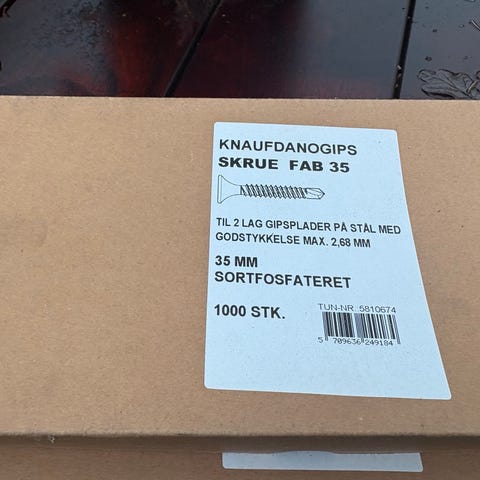 KNAUFDANOGIPS
SKRUE FAB 35
TIL 2 LAG GIPSPLADER PÅ STÅL MED
GODSTYKKELSE MAX. 2,68 MM
35 MM
SORTFOSFATERET
1000 STK.
TUN-NR. 5810674
5 709636 249184